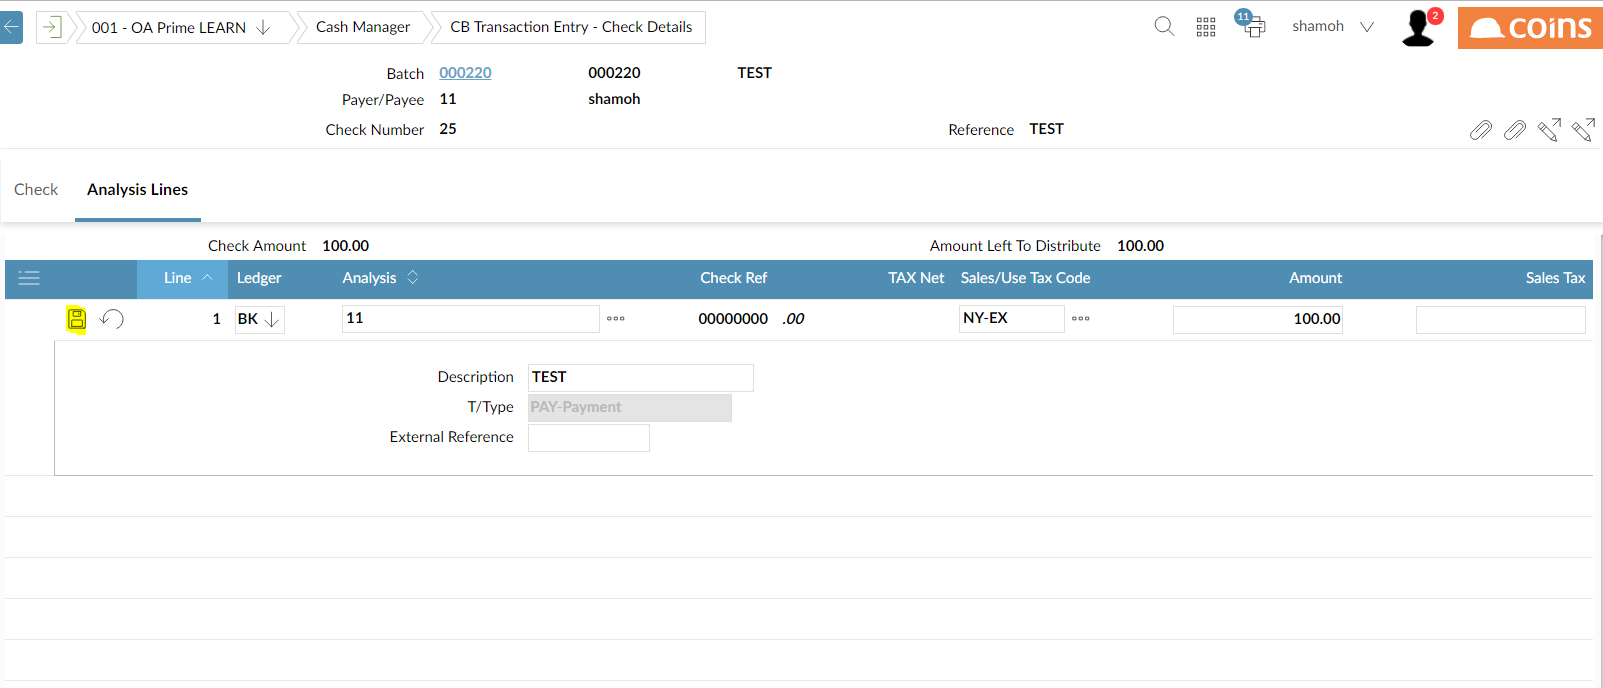 001 - OA Prime LEARN
Cash Manager
CB Transaction Entry - Check Details
11
shamoh
2
coins
Batch 000220 000220 TEST
Payer/Payee 11 shamoh
Check Number 25 Reference TEST
Check Analysis Lines
Check Amount 100.00 Amount Left To Distribute 100.00
Line Ledger Analysis Check Ref TAX Net Sales/Use Tax Code Amount Sales Tax
1 BK 11 00000000 .00 NY-EX 100.00
Description TEST
T/Type PAY-Payment
External Reference